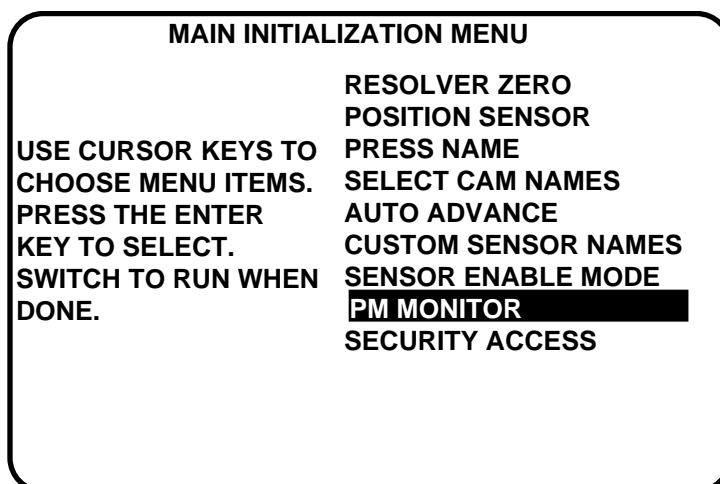 MAIN INITIALIZATION MENU
USE CURSOR KEYS TO
CHOOSE MENU ITEMS.
PRESS THE ENTER
KEY TO SELECT.
SWITCH TO RUN WHEN
DONE.
RESOLVER ZERO
POSITION SENSOR
PRESS NAME
SELECT CAM NAMES
AUTO ADVANCE
CUSTOM SENSOR NAMES
SENSOR ENABLE MODE
PM MONITOR
SECURITY ACCESS